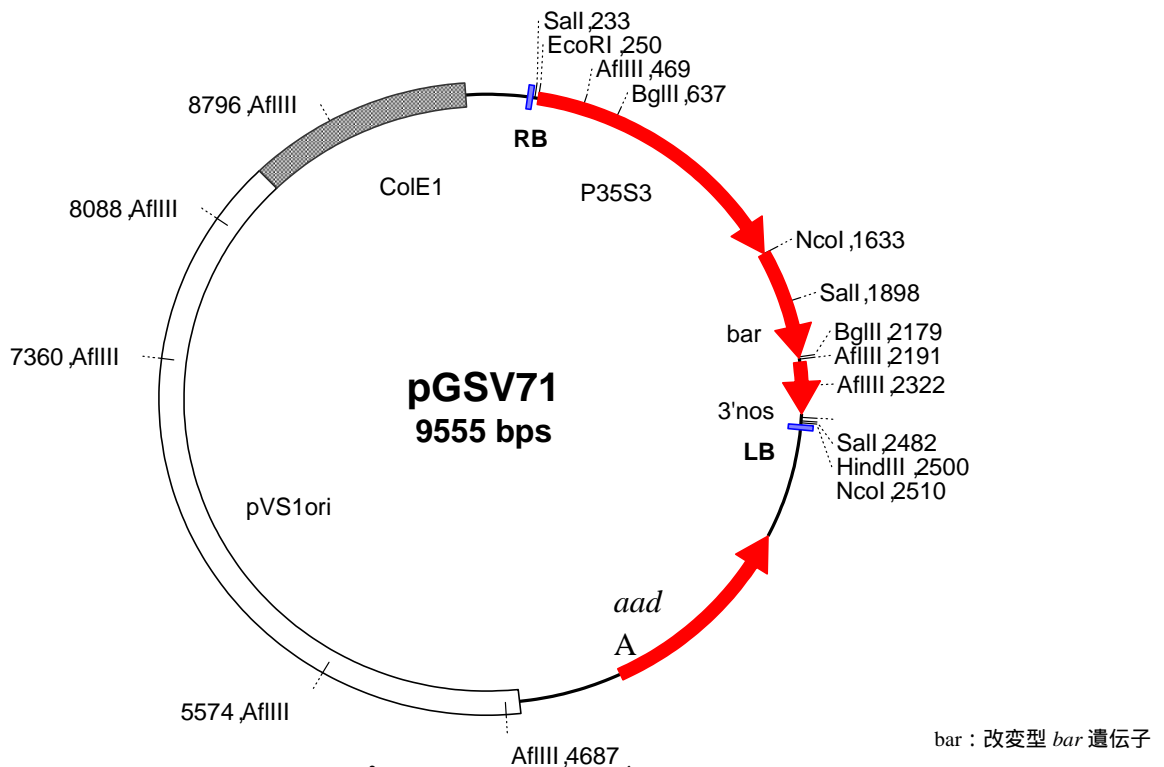 SalI,233
EcoRI,250
AflIII,469
BglII,637
8796,AflIII
RB
ColE1
P35S3
8088,AflIII
NcoI,1633
SalI,1898
bar
BglII,2179
AflIII,2191
7360,AflIII
AflIII,2322
pGSV71
9555 bps
3'nos
LB
SalI,2482
HindIII,2500
NcoI,2510
pVS1ori
aad
A
5574,AflIII
AflIII,4687
bar：改変型 bar 遺伝子